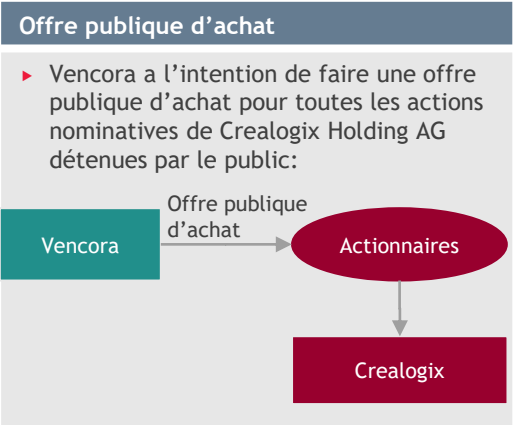 Offre publique d’achat
Vencora a l’intention de faire une offre
publique d’achat pour toutes les actions
nominatives de Crealogix Holding AG
détenues par le public:
Offre publique
d’achat
Vencora
Actionnaires
Crealogix